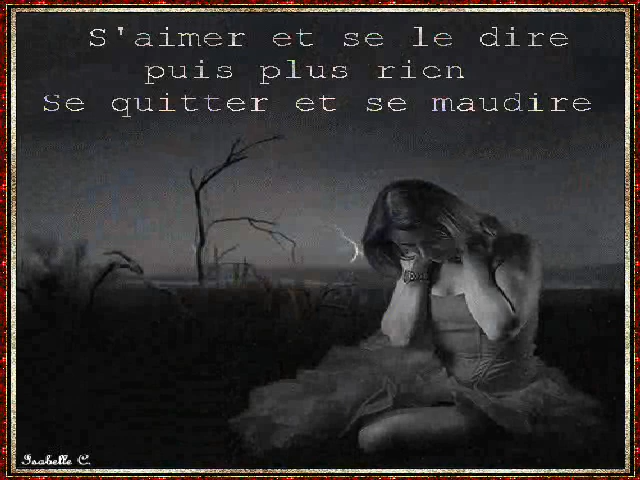 S'aimer et se le dire
puis plus rien
Se quitter et se maudire
Isabelle C.